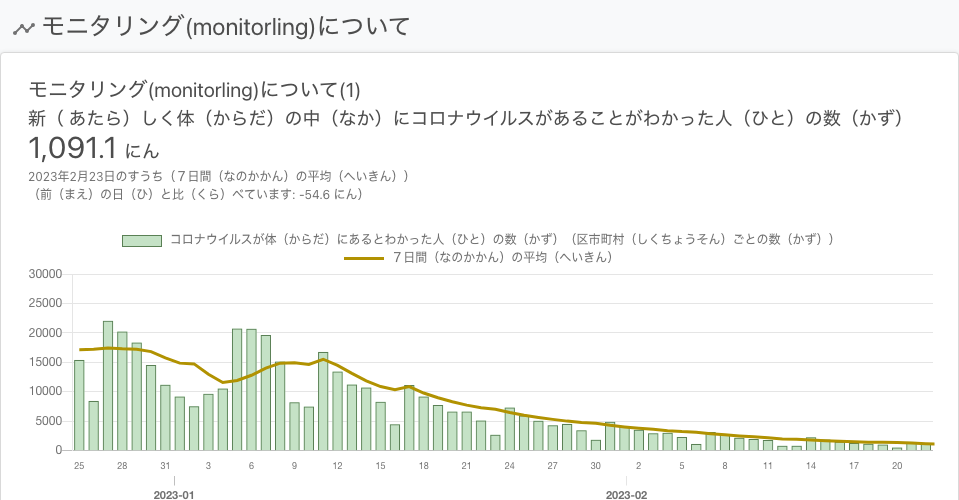 モニタリング(monitorling)について
モニタリング(monitorling)について(1)
新（ あたら）しく体（からだ）の中（なか）にコロナウイルスがあることがわかった人（ひと）の数（かず）
1,091.1 にん
2023年2月23日のすうち（７日間（なのかかん）の平均（へいきん））
（前（まえ）の日（ひ）と比（くら）べています: -54.6 にん）
コロナウイルスが体（からだ）にあるとわかった人（ひと）の数（かず）（区市町村（しくちょうそん）ごとの数（かず））
７日間（なのかかん）の平均（へいきん）
30000
25000
20000
15000
10000
5000
0
25 28 31 3 6 9 12 15 18 21 24 27 30 2 5 8 11 14 17 20
2023-01 2023-02